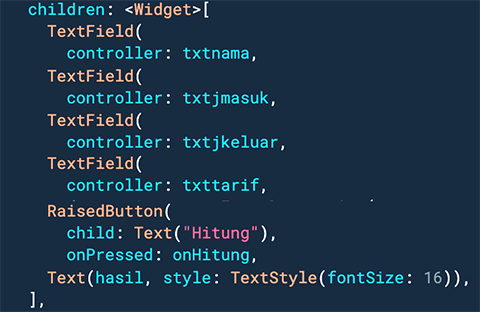 children: <Widget>[
TextField(
controller: txtnama,
TextField(
controller: txtjmasuk,
TextField(
controller: txtjkeluar,
TextField(
controller: txttarif,
RaisedButton(
child: Text("Hitung"),
onPressed: onHitung,
Text(hasil, style: TextStyle(fontSize: 16)),
],